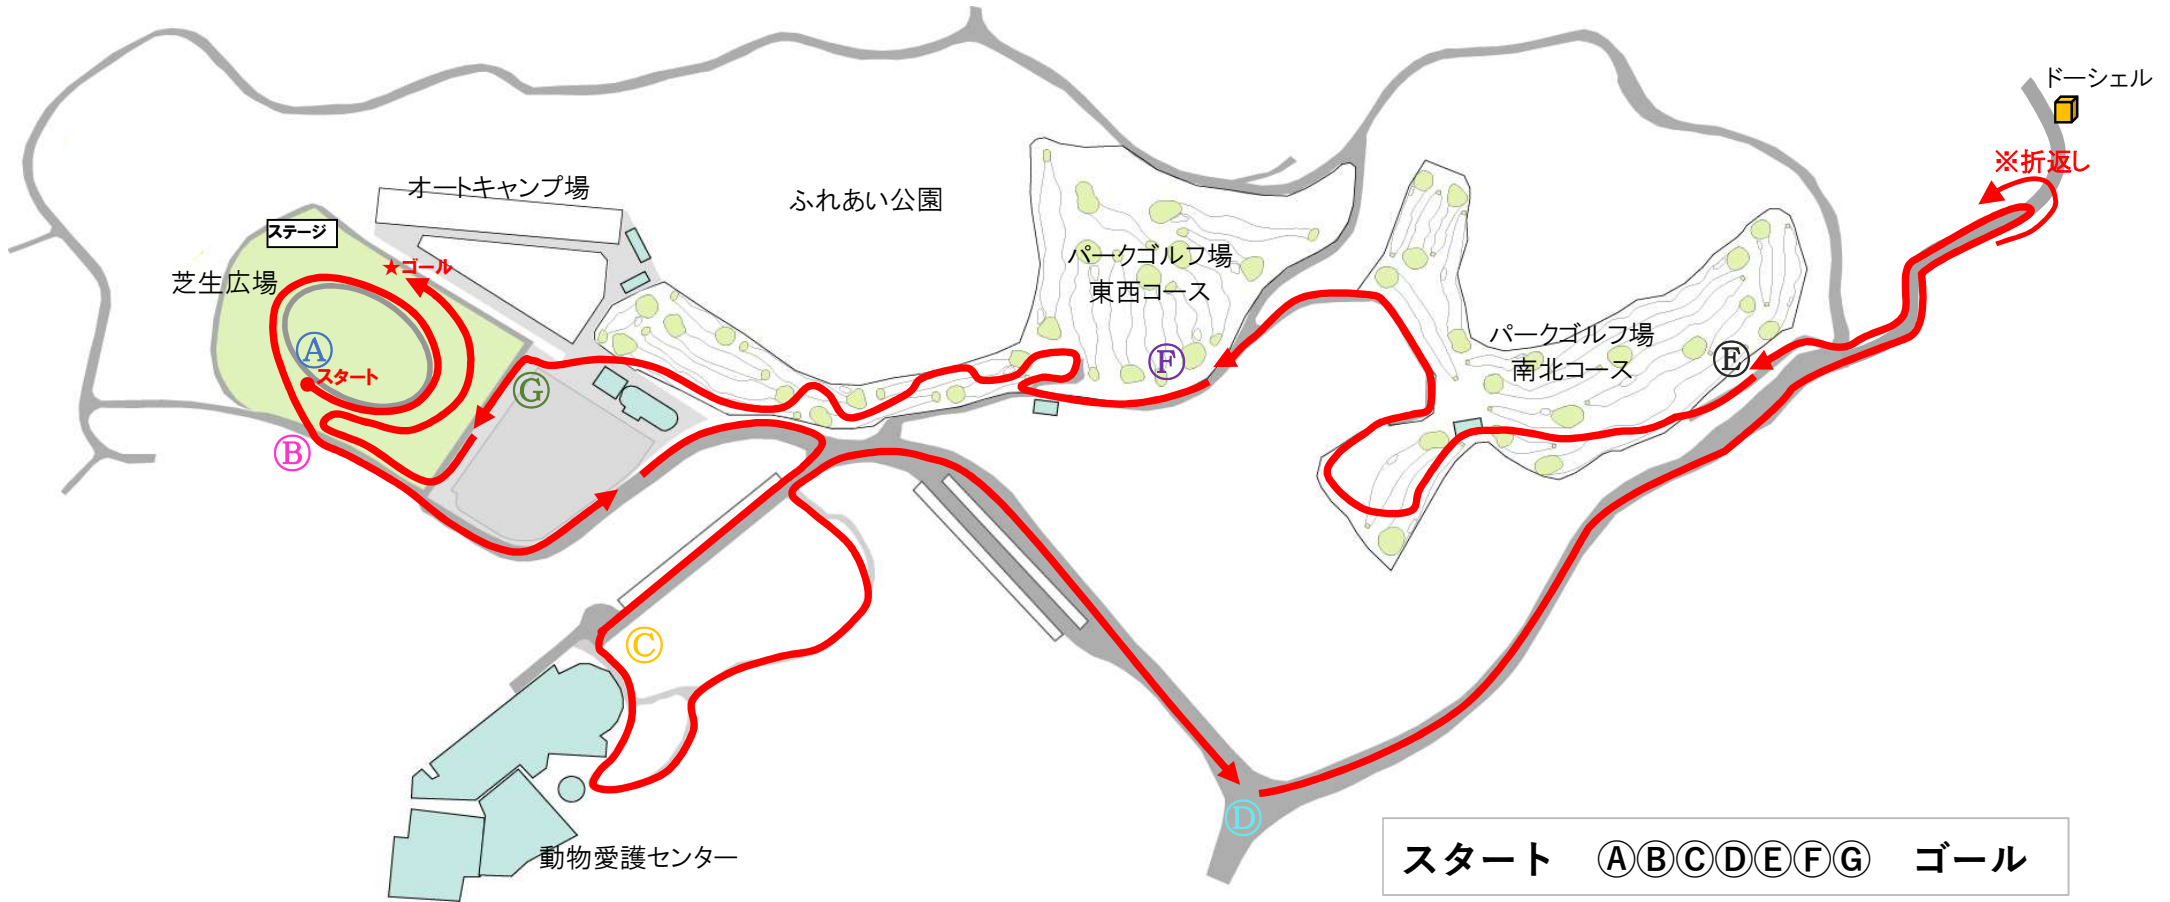 ドーシェル
※折返し
オートキャンプ場
ふれあい公園
ステージ
芝生広場
★ゴール
パークゴルフ場
東西コース
パークゴルフ場
南北コース
Ⓐ
スタート
Ⓕ
Ⓔ
Ⓖ
Ⓑ
Ⓒ
Ⓓ
動物愛護センター
スタート　ⒶⒷⒸⒹⒺⒻⒼ　ゴール